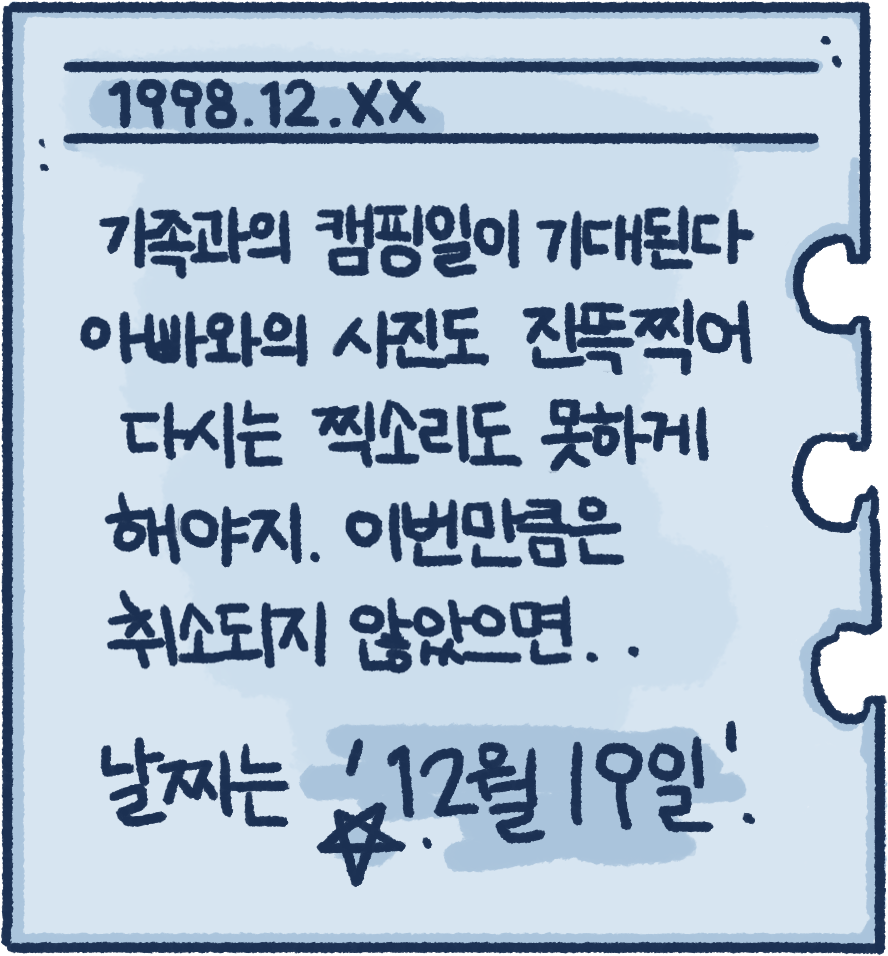 1998.12.XX
가족과의 캠핑일이 기대된다
아빠와의 사진도 잔뜩찍어
다시는 찍소리도 못하게
해야지. 이번만큼은
취소되지 않았으면..
날짜는 '12월 19일'.